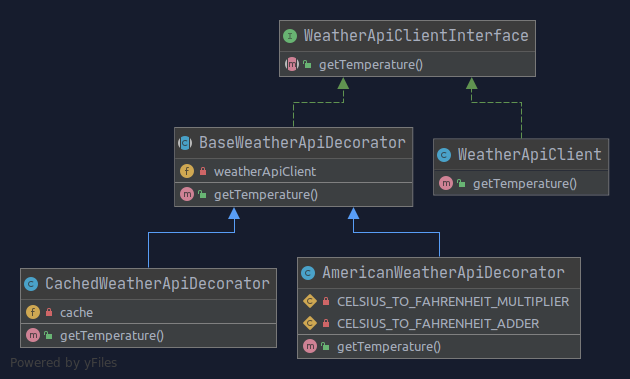 WeatherApiClientInterface
getTemperature()
BaseWeatherApiDecorator
weatherApiClient
getTemperature()
WeatherApiClient
getTemperature()
CachedWeatherApiDecorator
cache
getTemperature()
AmericanWeatherApiDecorator
CELSIUS_TO_FAHRENHEIT_MULTIPLIER
CELSIUS_TO_FAHRENHEIT_ADDER
getTemperature()
Powered by yFiles